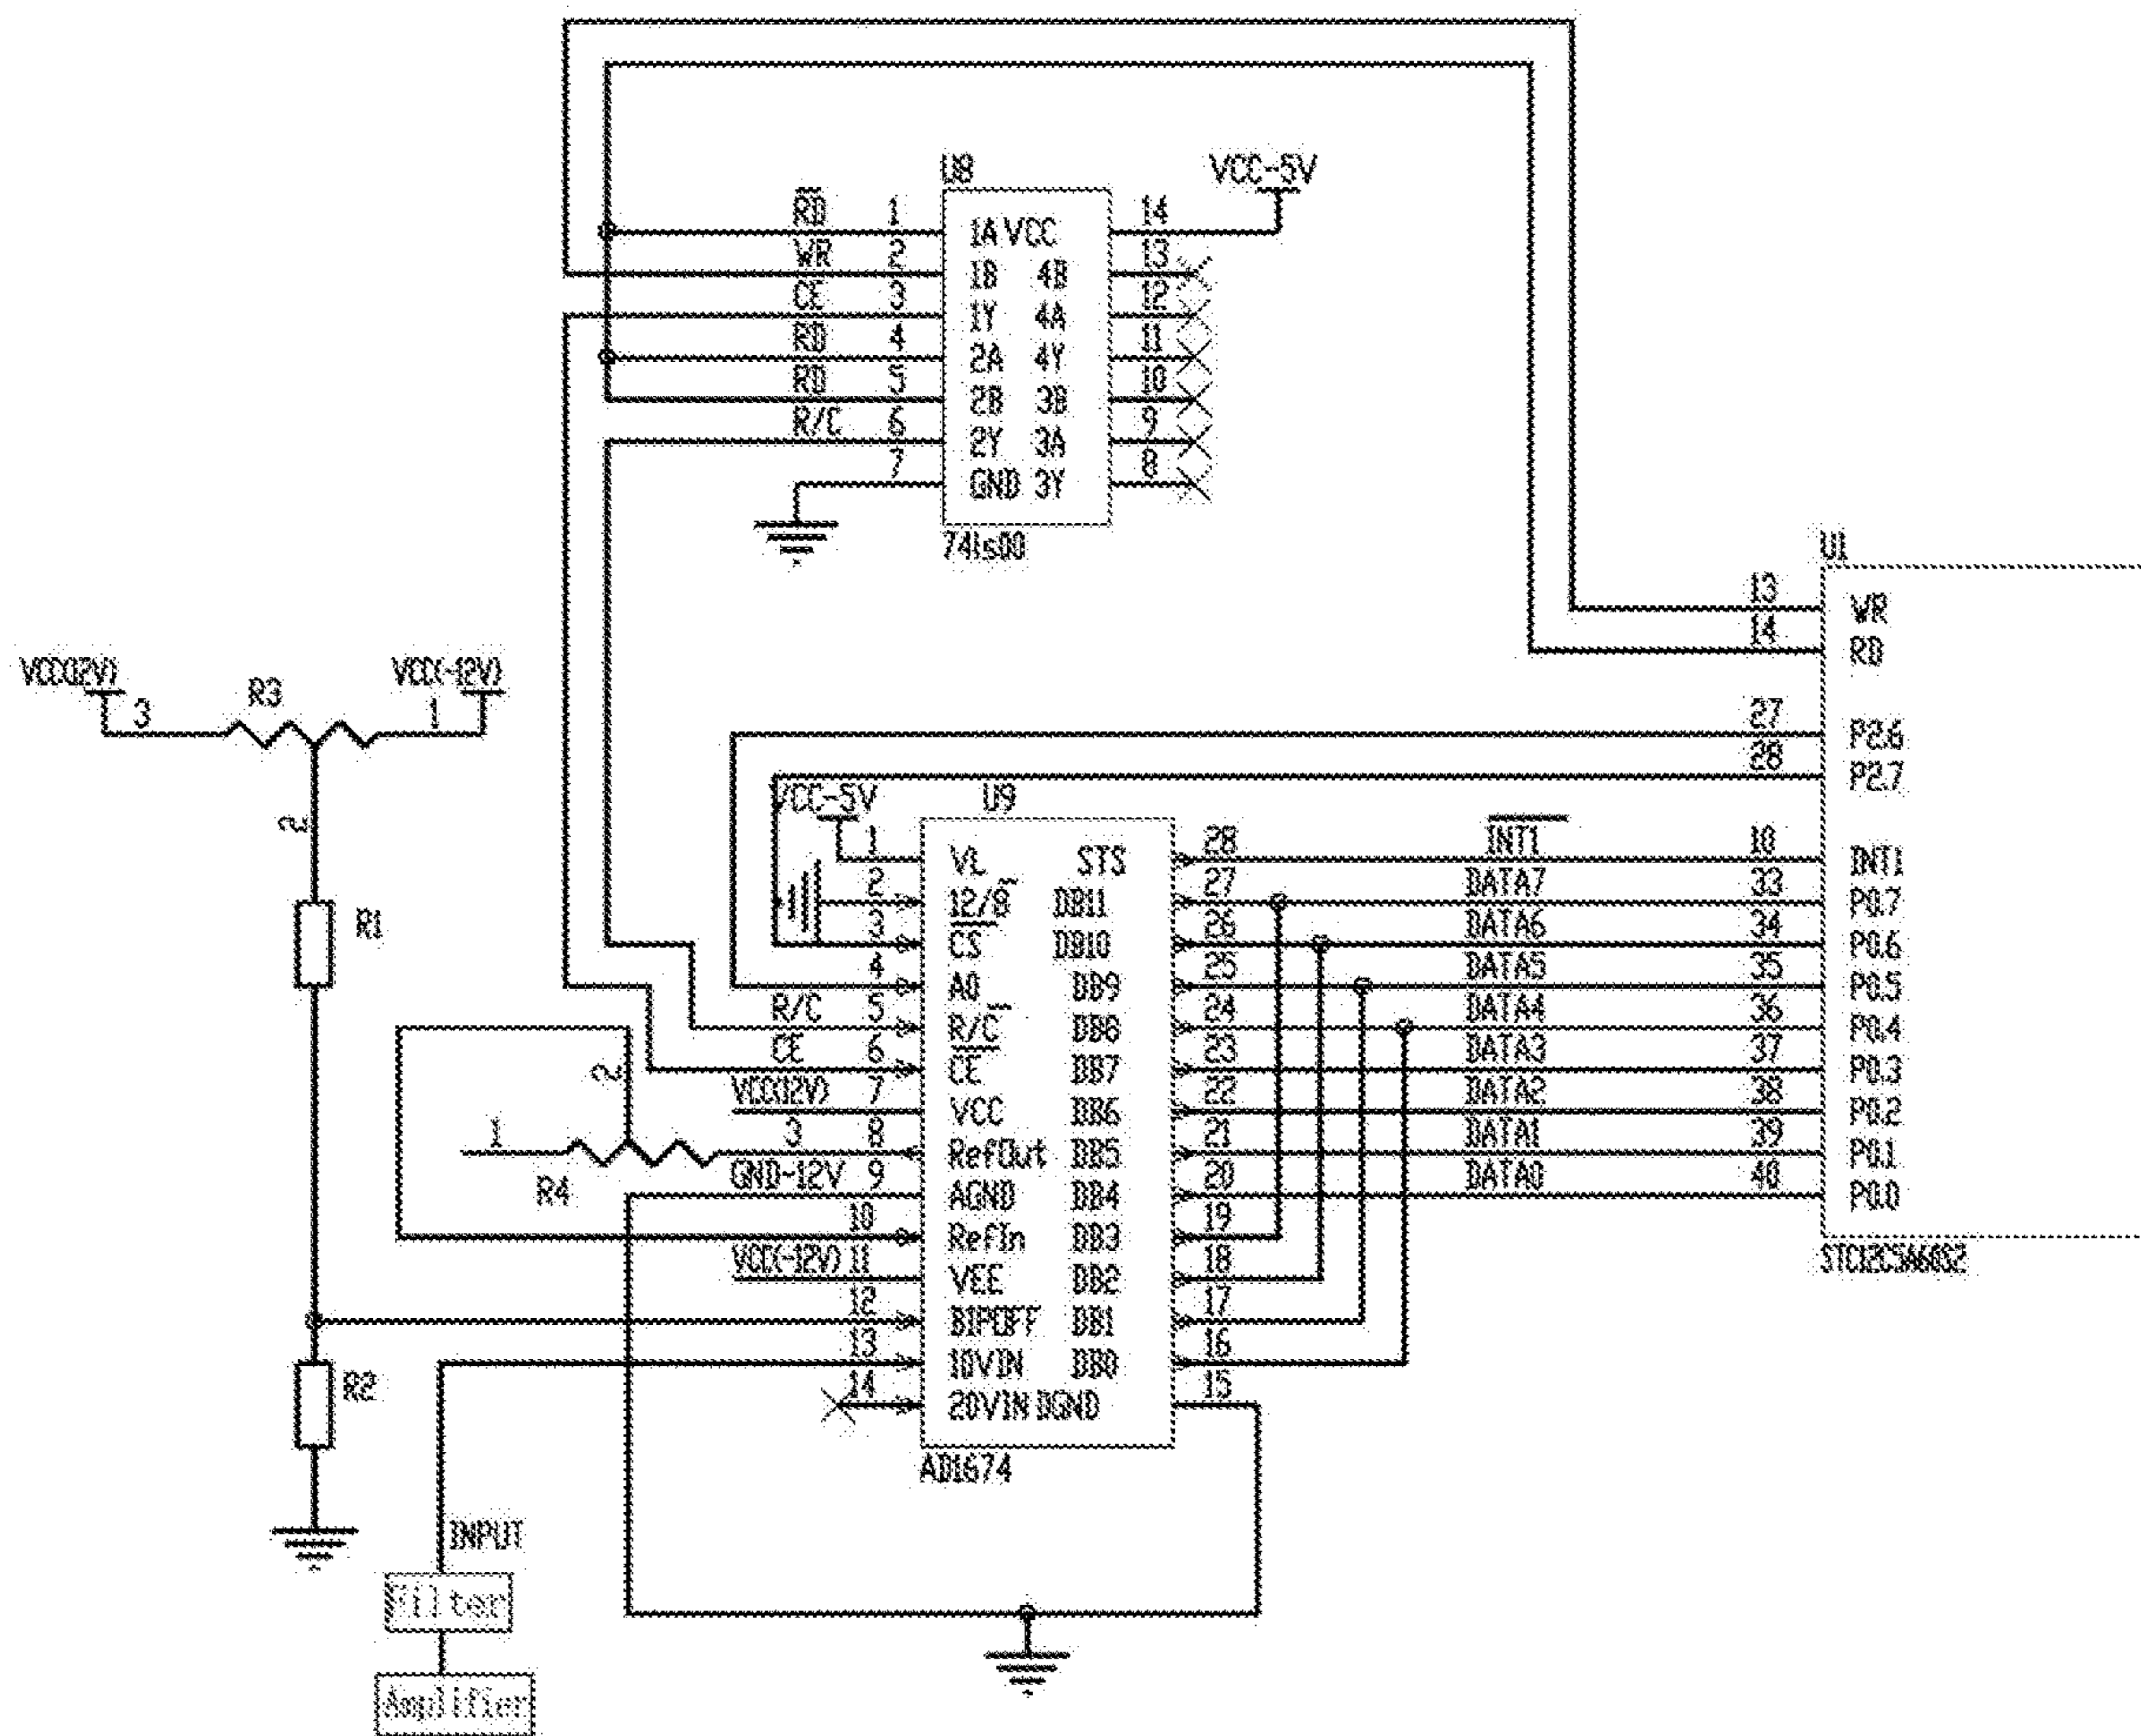 U8
VCC-5V
RD 1 1A VCC 14
WR 2 1B 4B 13
CE 3 1Y 4A 12
RD 4 2A 4Y 11
RD 5 2B 3B 10
R/C 6 2Y 3A 9
7 GND 3Y 8
74ls00
U1
13 WR
14 RD
27 P2.6
28 P2.7
10 INT1
33 P0.7
34 P0.6
35 P0.5
36 P0.4
37 P0.3
38 P0.2
39 P0.1
40 P0.0
STC12C5A60S2
VCC(12V) R3 VCC(-12V)
3 1
2
R1
R2
VCC-5V U9
1 VL STS 28 INT1
2 12/8 DB11 27 DATA7
3 CS DB10 26 DATA6
4 A0 DB9 25 DATA5
R/C 5 R/C DB8 24 DATA4
CE 6 CE DB7 23 DATA3
VCC(12V) 7 VCC DB6 22 DATA2
8 RefOut DB5 21 DATA1
GND-12V 9 AGND DB4 20 DATA0
10 RefIn DB3 19
VCC(-12V) 11 VEE DB2 18
12 BIPOFF DB1 17
13 10VIN DB0 16
14 20VIN DGND 15
AD1674
2
1 3
R4
INPUT
Filter
Amplifier